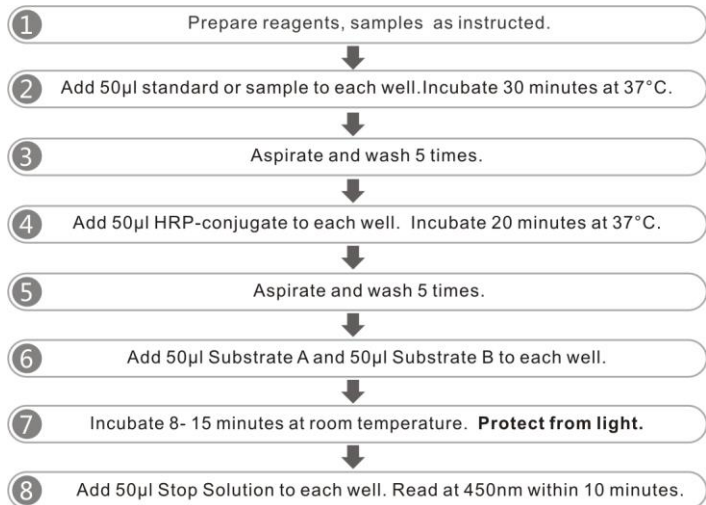 1 Prepare reagents, samples as instructed.
2 Add 50μl standard or sample to each well.Incubate 30 minutes at 37°C.
3 Aspirate and wash 5 times.
4 Add 50μl HRP-conjugate to each well. Incubate 20 minutes at 37°C.
5 Aspirate and wash 5 times.
6 Add 50μl Substrate A and 50μl Substrate B to each well.
7 Incubate 8- 15 minutes at room temperature. Protect from light.
8 Add 50μl Stop Solution to each well. Read at 450nm within 10 minutes.